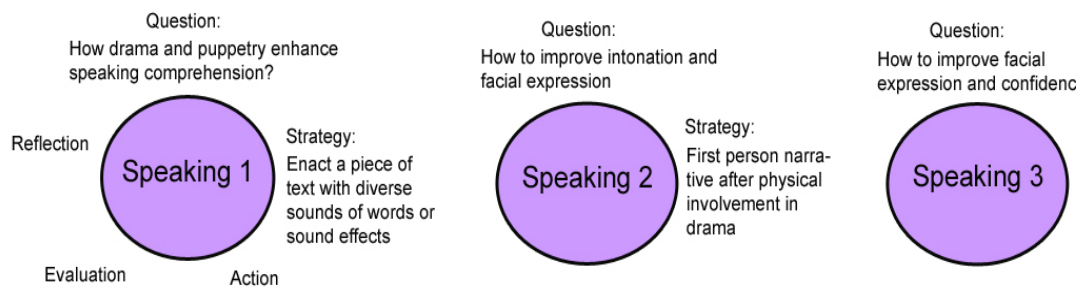 Question:
How drama and puppetry enhance
speaking comprehension?
Reflection
Speaking 1
Strategy:
Enact a piece of
text with diverse
sounds of words or
sound effects
Evaluation
Action
Question:
How to improve intonation and
facial expression
Speaking 2
Strategy:
First person narra-
tive after physical
involvement in
drama
Question:
How to improve facial
expression and confidenc
Speaking 3